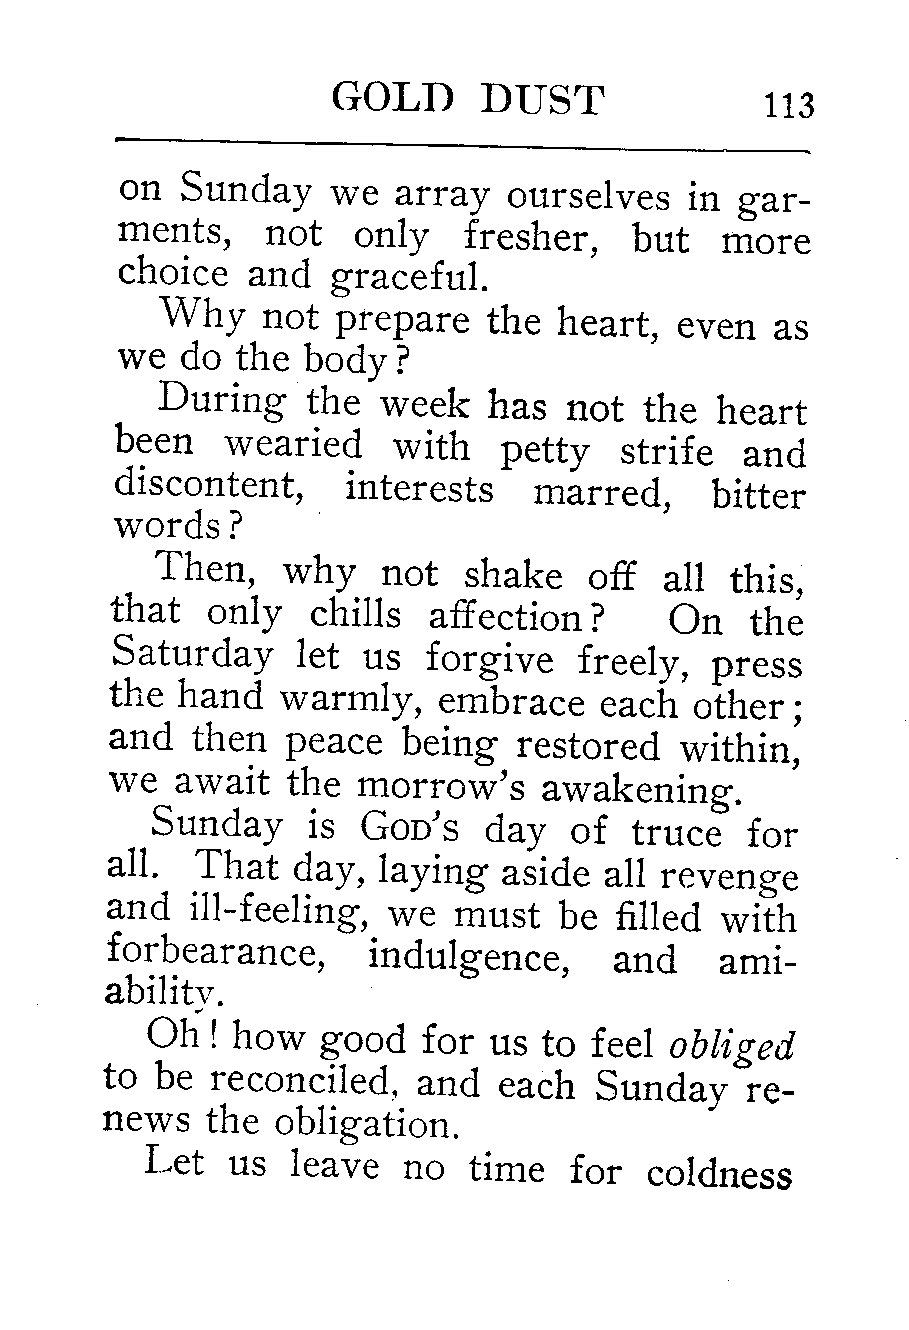 GOLD DUST 113
on Sunday we array ourselves in gar-
ments, not only fresher, but more
choice and graceful.
Why not prepare the heart, even as
we do the body?
During the week has not the heart
been wearied with petty strife and
discontent, interests marred, bitter
words?
Then, why not shake off all this,
that only chills affection? On the
Saturday let us forgive freely, press
the hand warmly, embrace each other;
and then peace being restored within,
we await the morrow's awakening.
Sunday is GOD'S day of truce for
all. That day, laying aside all revenge
and ill-feeling, we must be filled with
forbearance, indulgence, and ami-
ability.
Oh! how good for us to feel obliged
to be reconciled, and each Sunday re-
news the obligation.
Let us leave no time for coldness